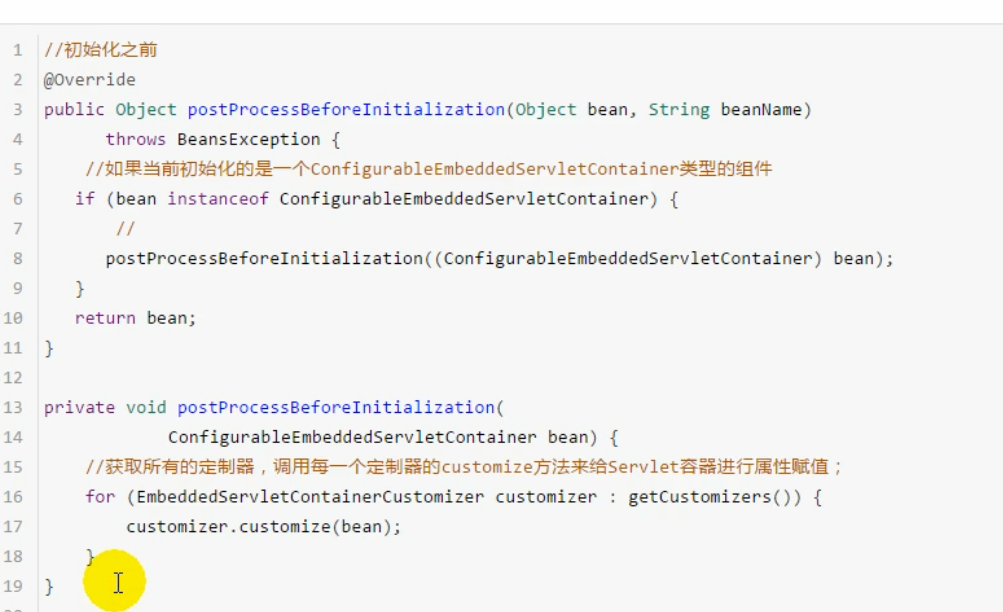 1 //初始化之前
2 @Override
3 public Object postProcessBeforeInitialization(Object bean, String beanName)
4 throws BeansException {
5 //如果当前初始化的是一个ConfigurableEmbeddedServletContainer类型的组件
6 if (bean instanceof ConfigurableEmbeddedServletContainer) {
7 //
8 postProcessBeforeInitialization((ConfigurableEmbeddedServletContainer) bean);
9 }
10 return bean;
11 }
12
13 private void postProcessBeforeInitialization(
14 ConfigurableEmbeddedServletContainer bean) {
15 //获取所有的定制器，调用每一个定制器的customize方法来给Servlet容器进行属性赋值；
16 for (EmbeddedServletContainerCustomizer customizer : getCustomizers()) {
17 customizer.customize(bean);
18 }
19 }